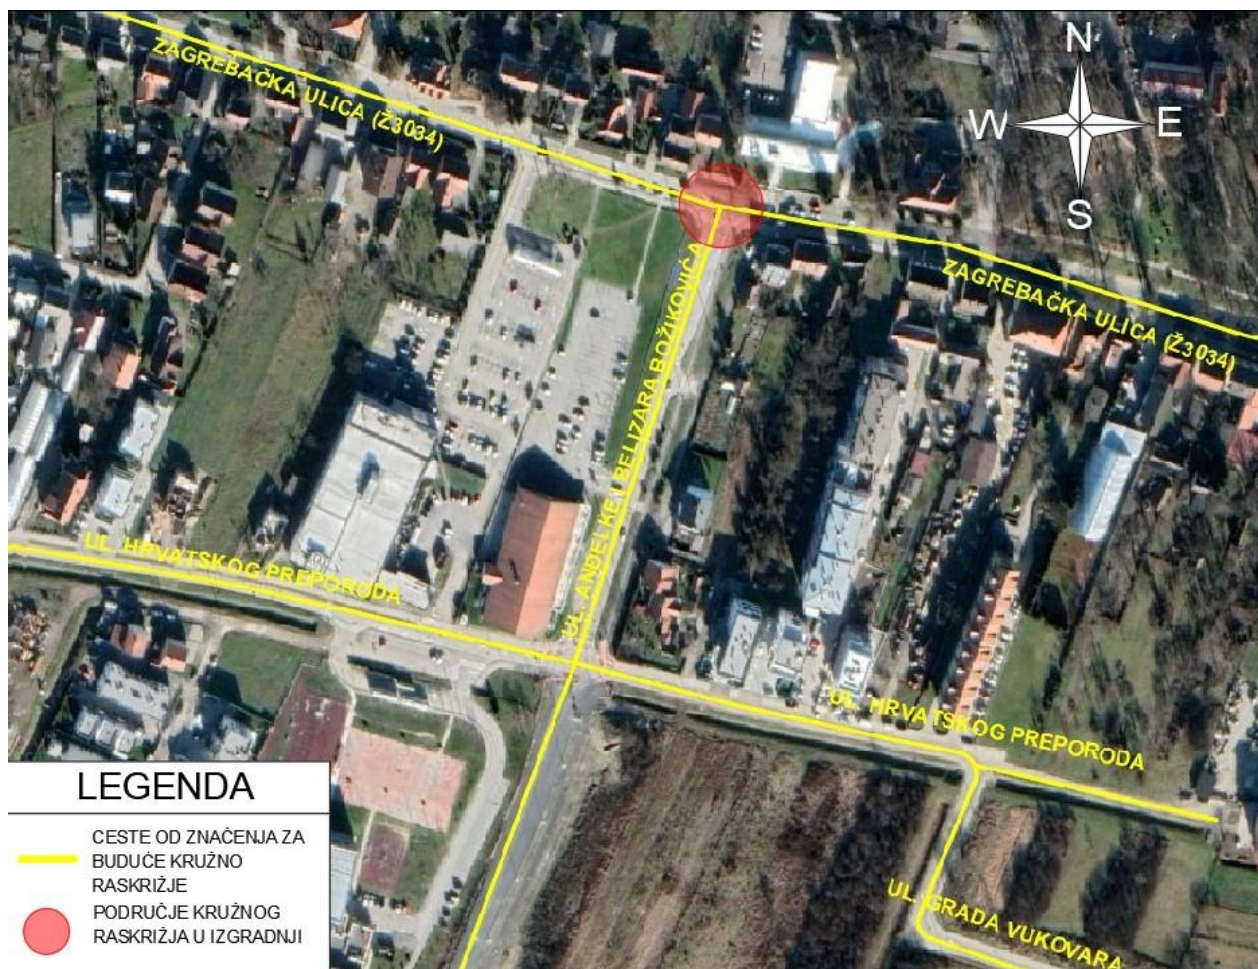 ZAGREBAČKA ULICA (Ž3034)
N
W
E
S
ZAGREBAČKA ULICA (Ž3034)
UL. ANĐELKE I BELIZARA BOŽIKOVIĆA
UL. HRVATSKOG PREPORODA
UL. HRVATSKOG PREPORODA
UL. GRADA VUKOVARA
LEGENDA
CESTE OD ZNAČENJA ZA
BUDUĆE KRUŽNO
RASKRIŽJE
PODRUČJE KRUŽNOG
RASKRIŽJA U IZGRADNJI